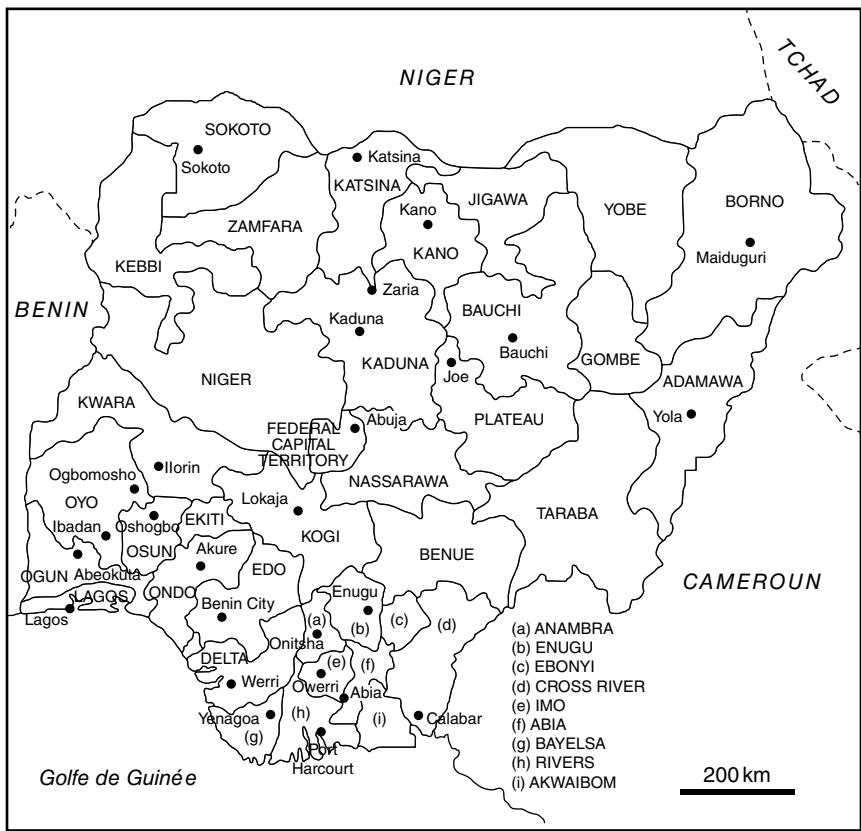 NIGER
TCHAD
SOKOTO
Sokoto
Katsina
KATSINA
JIGAWA
YOBE
BORNO
ZAMFARA
Kano
KANO
Maiduguri
KEBBI
Zaria
BENIN
BAUCHI
Kaduna
Bauchi
KADUNA
GOMBE
Joe
NIGER
ADAMAWA
KWARA
PLATEAU
Yola
Abuja
FEDERAL
CAPITAL
TERRITORY
Ilorin
Ogbomosho
NASSARAWA
OYO
Lokaja
TARABA
Ibadan
Oshogbo
EKITI
KOGI
OSUN
Akure
BENUE
OGUN
Abeokuta
EDO
CAMEROUN
LAGOS
ONDO
Enugu
Lagos
Benin City
(a)
(b)
(c)
(d)
Onitsha
DELTA
(e)
(f)
Werri
Owerri
Abia
Yenagoa
(h)
(i)
Calabar
(g)
Port
Harcourt
(a) ANAMBRA
(b) ENUGU
(c) EBONYI
(d) CROSS RIVER
(e) IMO
(f) ABIA
(g) BAYELSA
(h) RIVERS
(i) AKWAIBOM
Golfe de Guinée
200 km